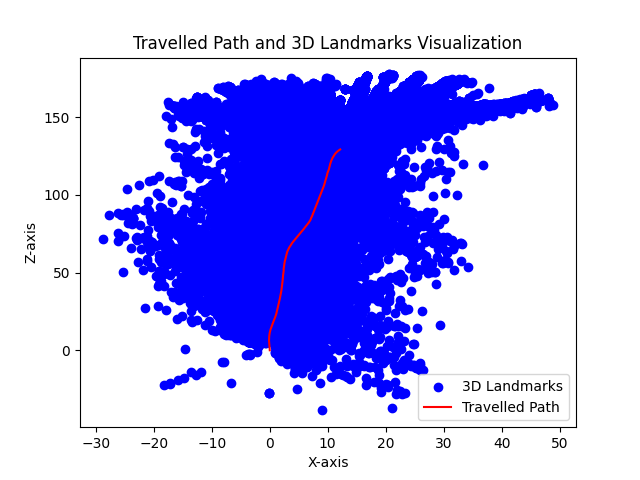 Travelled Path and 3D Landmarks Visualization
150
100
50
0
Z-axis
3D Landmarks
Travelled Path
−30 −20 −10 0 10 20 30 40 50
X-axis